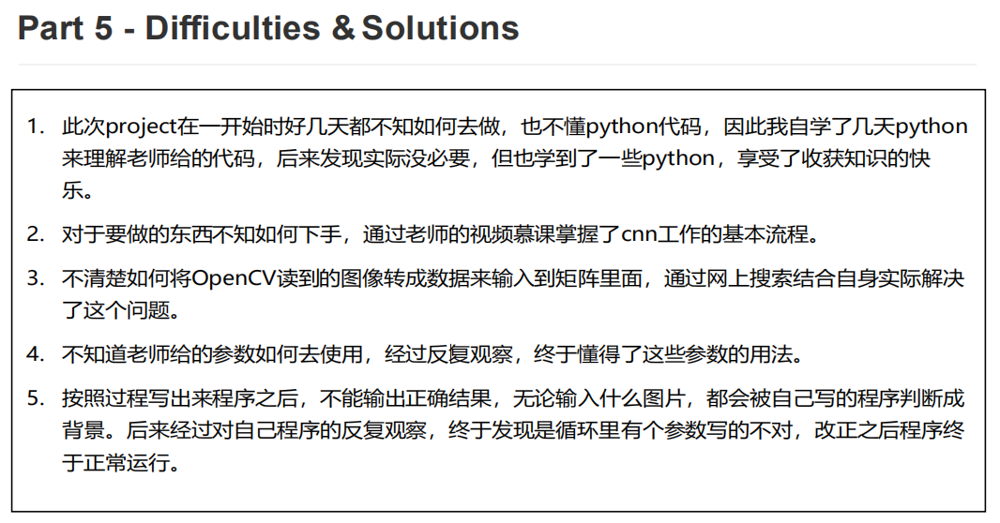 Part 5 - Difficulties & Solutions
1. 此次project在一开始时好几天都不知如何去做，也不懂python代码，因此我自学了几天python
来理解老师给的代码，后来发现实际没必要，但也学到了一些python，享受了收获知识的快
乐。
2. 对于要做的东西不知如何下手，通过老师的视频慕课掌握了cnn工作的基本流程。
3. 不清楚如何将OpenCV读到的图像转成数据来输入到矩阵里面，通过网上搜索结合自身实际解决
了这个问题。
4. 不知道老师给的参数如何去使用，经过反复观察，终于懂得了这些参数的用法。
5. 按照过程写出来程序之后，不能输出正确结果，无论输入什么图片，都会被自己写的程序判断成
背景。后来经过对自己程序的反复观察，终于发现是循环里有个参数写的不对，改正之后程序终
于正常运行。